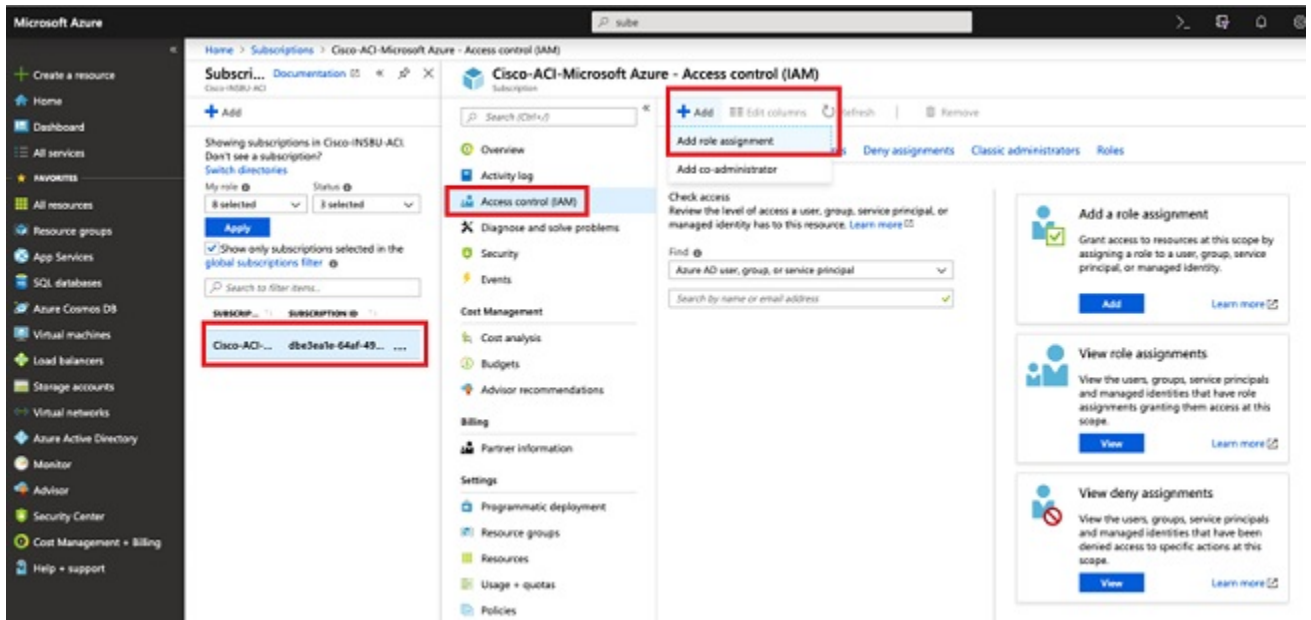 Microsoft Azure
sube
Create a resource
Home
Dashboard
All services
FAVORITES
All resources
Resource groups
App Services
SQL databases
Azure Cosmos DB
Virtual machines
Load balancers
Storage accounts
Virtual networks
Azure Active Directory
Monitor
Advisor
Security Center
Cost Management + Billing
Help + support
Home > Subscriptions > Cisco-ACI-Microsoft Azure - Access control (IAM)
Subscri... Documentation
Cisco-INSBU-ACI
Add
Showing subscriptions in Cisco-INSBU-ACI.
Don't see a subscription?
Switch directories
My role Status
8 selected 3 selected
Apply
Show only subscriptions selected in the
global subscriptions filter
Search to filter items...
SUBSCRIP... SUBSCRIPTION ID
Cisco-ACI-... dbe3ea1e-64af-49... ...
Cisco-ACI-Microsoft Azure - Access control (IAM)
Subscription
Search (Ctrl+/)
Overview
Activity log
Access control (IAM)
Diagnose and solve problems
Security
Events
Cost Management
Cost analysis
Budgets
Advisor recommendations
Billing
Partner information
Settings
Programmatic deployment
Resource groups
Resources
Usage + quotas
Policies
Add Edit columns Refresh Remove
Add role assignment
Add co-administrator
Deny assignments Classic administrators Roles
Check access
Review the level of access a user, group, service principal, or
managed identity has to this resource. Learn more
Find
Azure AD user, group, or service principal
Search by name or email address
Add a role assignment
Grant access to resources at this scope by
assigning a role to a user, group, service
principal, or managed identity.
Add Learn more
View role assignments
View the users, groups, service principals
and managed identities that have role
assignments granting them access at this
scope.
View Learn more
View deny assignments
View the users, groups, service principals
and managed identities that have been
denied access to specific actions at this
scope.
View Learn more